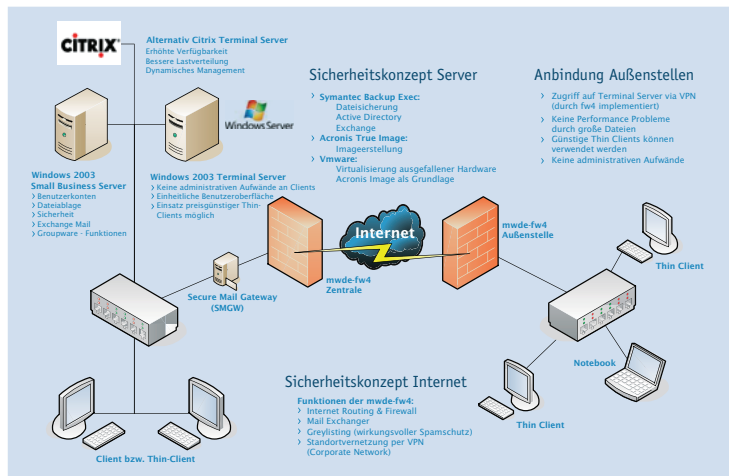 CITRIX
Alternativ Citrix Terminal Server
Erhöhte Verfügbarkeit
Bessere Lastverteilung
Dynamisches Management
Windows Server
Windows 2003
Small Business Server
› Benutzerkonten
› Dateiablage
› Sicherheit
› Exchange Mail
› Groupware - Funktionen
Windows 2003 Terminal Server
› Keine administrativen Aufwände an Clients
› Einheitliche Benutzeroberfläche
› Einsatz preisgünstiger Thin-
Clients möglich
Sicherheitskonzept Server
› Symantec Backup Exec:
Dateisicherung
Active Directory
Exchange
› Acronis True Image:
Imageerstellung
› Vmware:
Virtualisierung ausgefallener Hardware
Acronis Image als Grundlage
Anbindung Außenstellen
› Zugriff auf Terminal Server via VPN
(durch fw4 implementiert)
› Keine Performance Probleme
durch große Dateien
› Günstige Thin Clients können
verwendet werden
› Keine administrativen Aufwände
Internet
mwde-fw4
Zentrale
mwde-fw4
Außenstelle
Secure Mail Gateway
(SMGW)
Thin Client
Notebook
Thin Client
Client bzw. Thin-Client
Sicherheitskonzept Internet
Funktionen der mwde-fw4:
› Internet Routing & Firewall
› Mail Exchanger
› Greylisting (wirkungsvoller Spamschutz)
› Standortvernetzung per VPN
(Corporate Network)